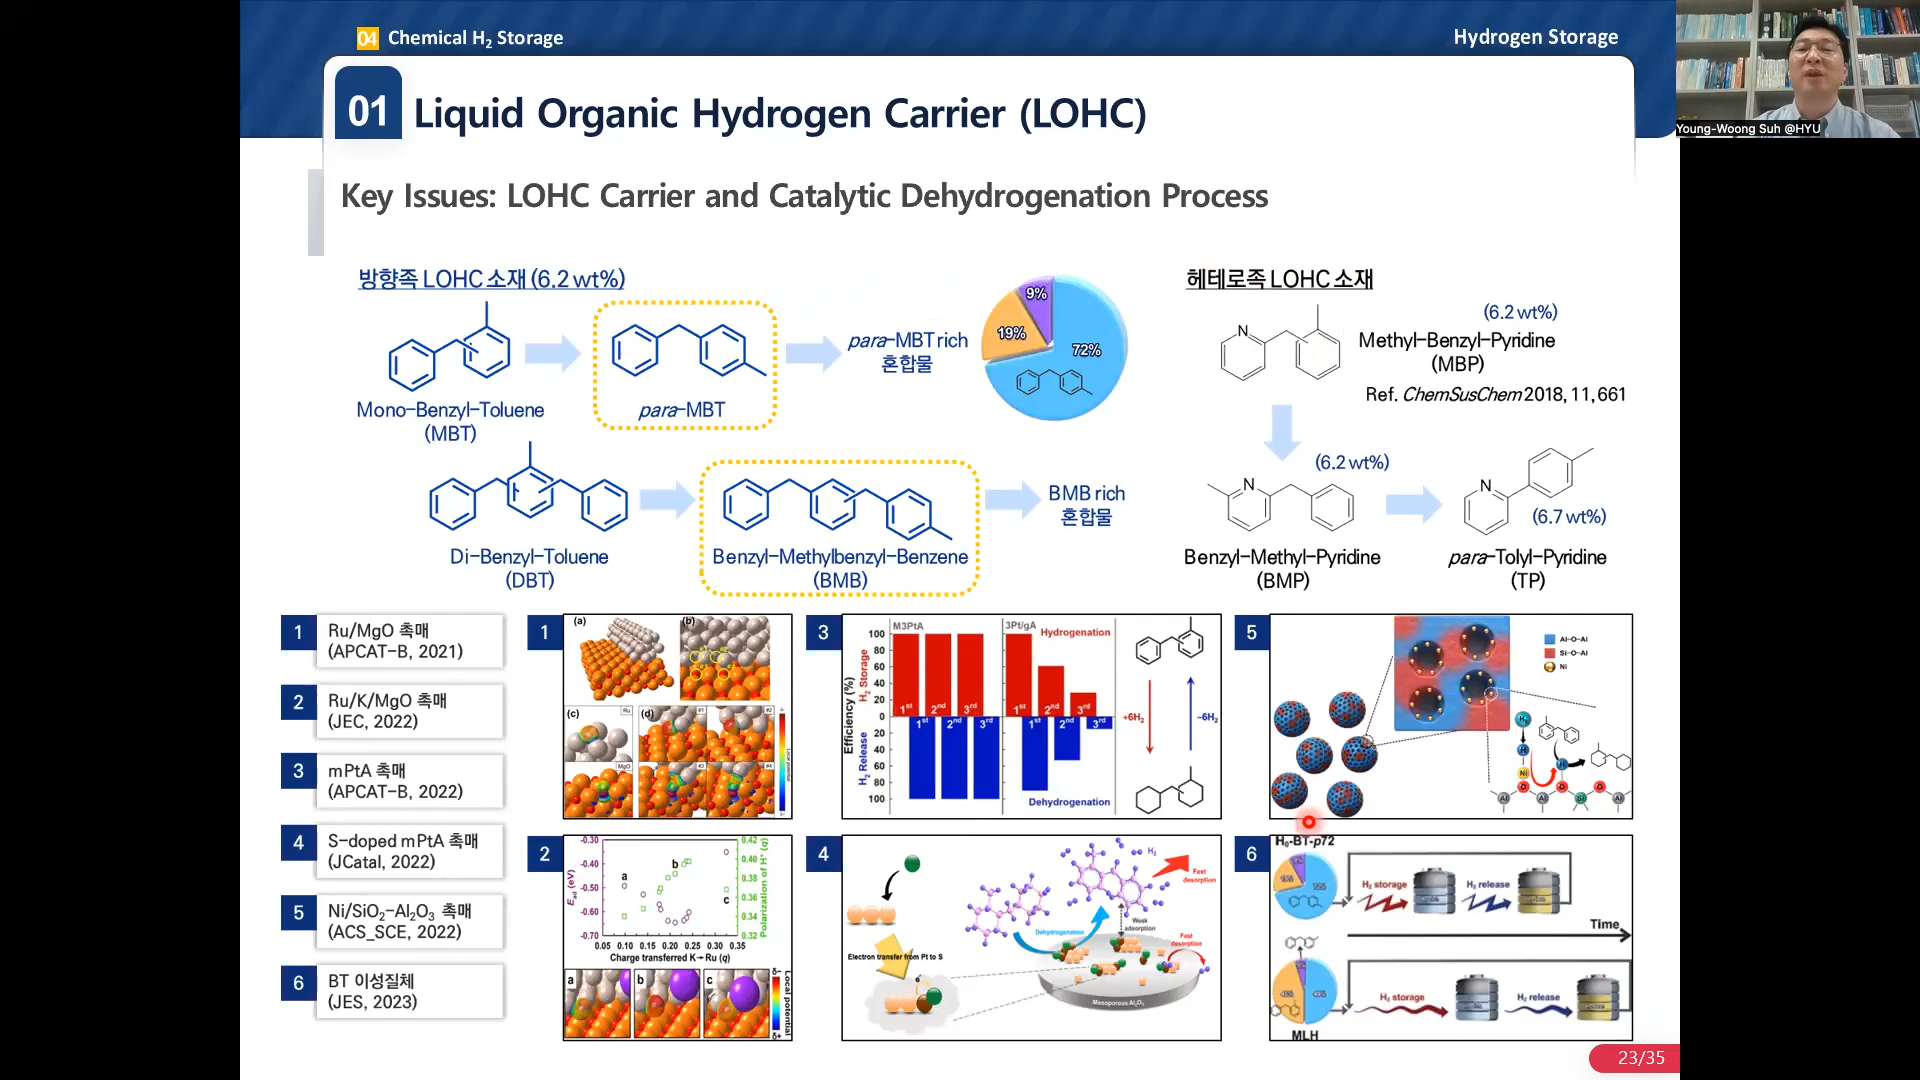 04 Chemical H₂ Storage
Hydrogen Storage
Young-Woong Suh @HYU
01 Liquid Organic Hydrogen Carrier (LOHC)
Key Issues: LOHC Carrier and Catalytic Dehydrogenation Process
방향족 LOHC 소재 (6.2 wt%)
Mono-Benzyl-Toluene
(MBT)
para-MBT
para-MBT rich
혼합물
9%
19%
72%
Di-Benzyl-Toluene
(DBT)
Benzyl-Methylbenzyl-Benzene
(BMB)
BMB rich
혼합물
헤테로족 LOHC 소재
N
(6.2 wt%)
Methyl-Benzyl-Pyridine
(MBP)
Ref. ChemSusChem 2018, 11, 661
(6.2 wt%)
N
Benzyl-Methyl-Pyridine
(BMP)
N
(6.7 wt%)
para-Tolyl-Pyridine
(TP)
1 Ru/MgO 촉매
(APCAT-B, 2021)
2 Ru/K/MgO 촉매
(JEC, 2022)
3 mPtA 촉매
(APCAT-B, 2022)
4 S-doped mPtA 촉매
(JCatal, 2022)
5 Ni/SiO₂-Al₂O₃ 촉매
(ACS_SCE, 2022)
6 BT 이성질체
(JES, 2023)
1
(a)
(b)
(c)
Ru
(d)
#1
#2
MgO
#3
#4
2
-0.30
-0.40
-0.50
-0.60
-0.70
E_ad (eV)
a
b
c
0.42
0.40
0.38
0.36
0.34
0.32
Polarization of H* (q)
0.05 0.10 0.15 0.20 0.25 0.30 0.35
Charge transferred K→Ru (q)
a
b
c
δ−
Local potential
δ+
3
M3PtA
3Pt/gA
Hydrogenation
100
80
60
40
20
0
20
40
60
80
100
Efficiency (%)
H₂ Storage
H₂ Release
1st 2nd 3rd
1st 2nd 3rd
1st 2nd 3rd
1st 2nd 3rd
Dehydrogenation
+6H₂
−6H₂
4
H₂
Fast
desorption
Dehydrogenation
Weak
adsorption
Fast
desorption
Electron transfer from Pt to S
Mesoporous Al₂O₃
5
Al-O-Al
Si-O-Al
Ni
H₂
H
H
Ni
O O O
Al Al Si Al
6
H₀-BT-p72
H₂ storage
H₂ release
Time
H₂ storage
H₂ release
MLH
23/35